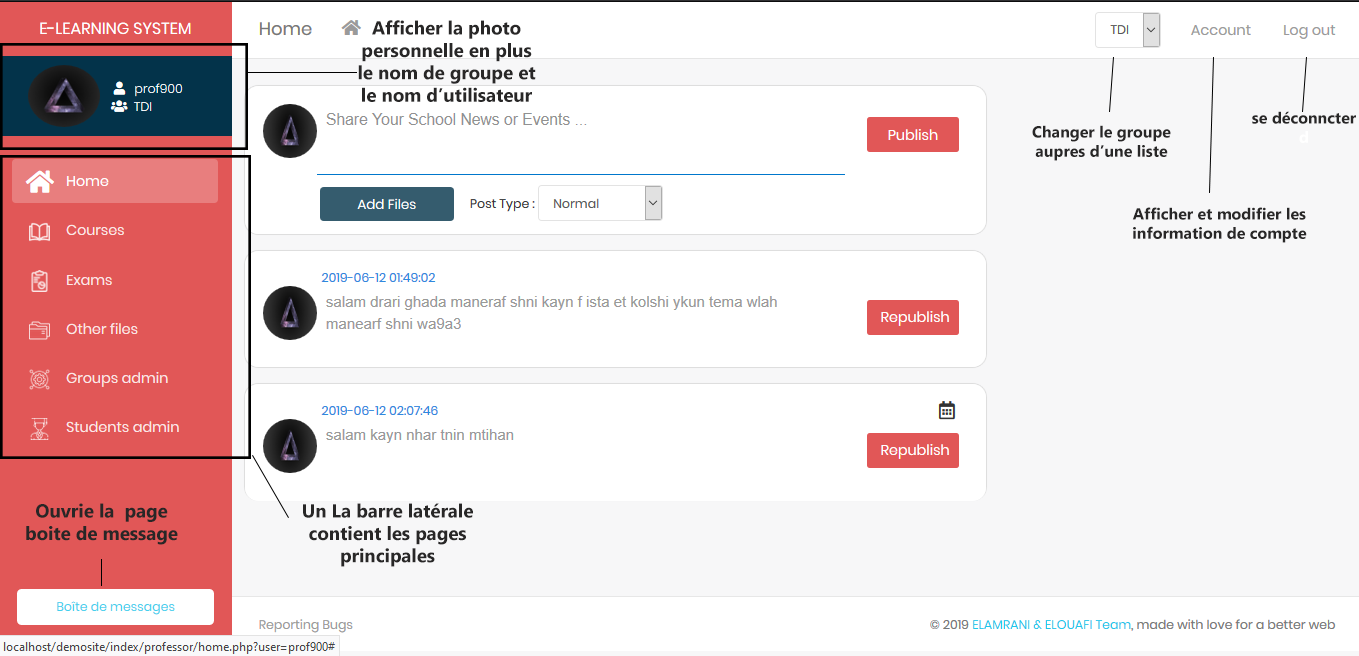 E-LEARNING SYSTEM
Home
Afficher la photo
personnelle en plus
le nom de groupe et
le nom d'utilisateur
TDI
Account
Log out
prof900
TDI
Share Your School News or Events ...
Publish
Changer le groupe
aupres d'une liste
se déconncter
d
Home
Add Files
Post Type :
Normal
Afficher et modifier les
information de compte
Courses
Exams
Other files
Groups admin
Students admin
2019-06-12 01:49:02
salam drari ghada maneraf shni kayn f ista et kolshi ykun tema wlah
manearf shni wa9a3
Republish
2019-06-12 02:07:46
salam kayn nhar tnin mtihan
Republish
Ouvrie la page
boite de message
Un La barre latérale
contient les pages
principales
Boîte de messages
Reporting Bugs
© 2019 ELAMRANI & ELOUAFI Team, made with love for a better web
localhost/demosite/index/professor/home.php?user=prof900#